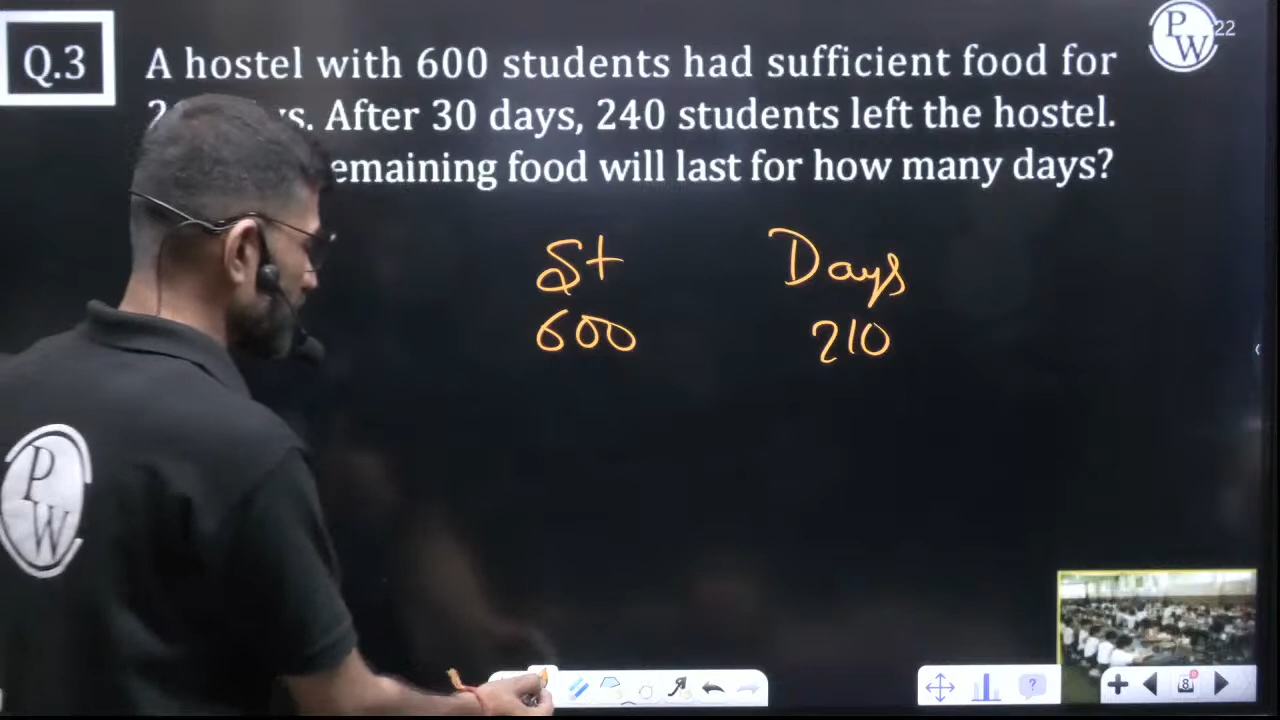 Q.3
A hostel with 600 students had sufficient food for
After 30 days, 240 students left the hostel.
food will last for how many days?
St Days
600 210
PW
22
PW